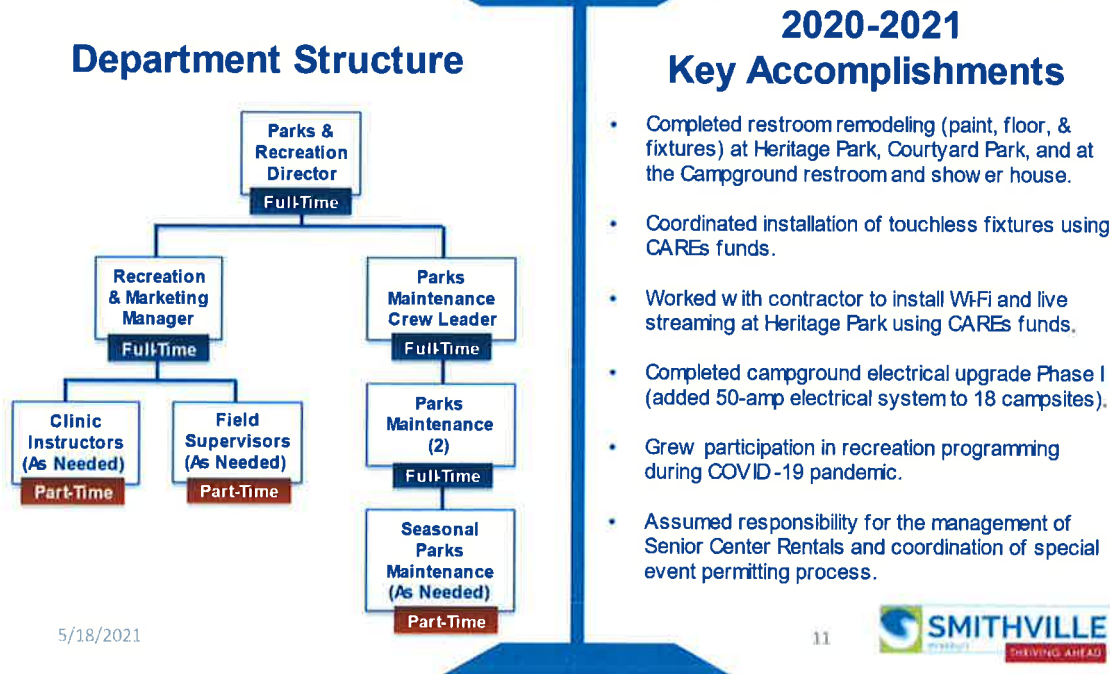 Department Structure
Parks &
Recreation
Director
Full-Time
Recreation
& Marketing
Manager
Full-Time
Clinic
Instructors
(As Needed)
Part-Time
Field
Supervisors
(As Needed)
Part-Time
Parks
Maintenance
Crew Leader
Full-Time
Parks
Maintenance
(2)
Full-Time
Seasonal
Parks
Maintenance
(As Needed)
Part-Time
5/18/2021
2020-2021
Key Accomplishments
• Completed restroom remodeling (paint, floor, &
fixtures) at Heritage Park, Courtyard Park, and at
the Campground restroom and shower house.
• Coordinated installation of touchless fixtures using
CAREs funds.
• Worked with contractor to install Wi-Fi and live
streaming at Heritage Park using CAREs funds.
• Completed campground electrical upgrade Phase I
(added 50-amp electrical system to 18 campsites).
• Grew participation in recreation programming
during COVID-19 pandemic.
• Assumed responsibility for the management of
Senior Center Rentals and coordination of special
event permitting process.
11
SMITHVILLE
MISSOURI
THRIVING AHEAD